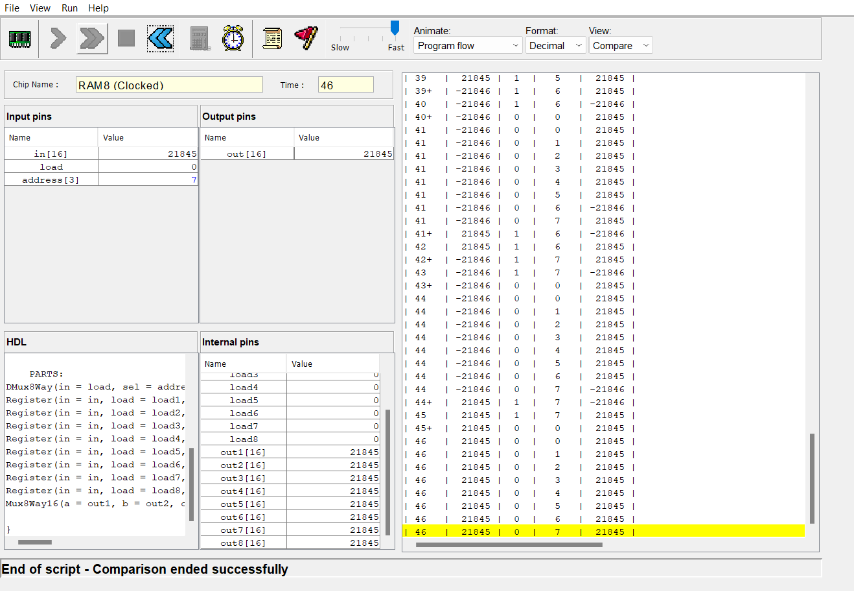 File View Run Help
Slow Fast
Animate: Format: View:
Program flow Decimal Compare
Chip Name : RAM8 (Clocked) Time : 46
Input pins
Name Value
in[16] 21845
load 0
address[3] 7
Output pins
Name Value
out[16] 21845
HDL
PARTS:
DMux8Way(in = load, sel = addre
Register(in = in, load = load1,
Register(in = in, load = load2,
Register(in = in, load = load3,
Register(in = in, load = load4,
Register(in = in, load = load5,
Register(in = in, load = load6,
Register(in = in, load = load7,
Register(in = in, load = load8,
Mux8Way16(a = out1, b = out2, c
}
Internal pins
Name Value
load3 0
load4 0
load5 0
load6 0
load7 0
load8 0
out1[16] 21845
out2[16] 21845
out3[16] 21845
out4[16] 21845
out5[16] 21845
out6[16] 21845
out7[16] 21845
out8[16] 21845
| 39 | 21845 | 1 | 5 | 21845 |
| 39+ | -21846 | 1 | 6 | 21845 |
| 40 | -21846 | 1 | 6 | -21846 |
| 40+ | -21846 | 0 | 0 | 21845 |
| 41 | -21846 | 0 | 0 | 21845 |
| 41 | -21846 | 0 | 1 | 21845 |
| 41 | -21846 | 0 | 2 | 21845 |
| 41 | -21846 | 0 | 3 | 21845 |
| 41 | -21846 | 0 | 4 | 21845 |
| 41 | -21846 | 0 | 5 | 21845 |
| 41 | -21846 | 0 | 6 | -21846 |
| 41 | -21846 | 0 | 7 | 21845 |
| 41+ | 21845 | 1 | 6 | -21846 |
| 42 | 21845 | 1 | 6 | 21845 |
| 42+ | -21846 | 1 | 7 | 21845 |
| 43 | -21846 | 1 | 7 | -21846 |
| 43+ | -21846 | 0 | 0 | 21845 |
| 44 | -21846 | 0 | 0 | 21845 |
| 44 | -21846 | 0 | 1 | 21845 |
| 44 | -21846 | 0 | 2 | 21845 |
| 44 | -21846 | 0 | 3 | 21845 |
| 44 | -21846 | 0 | 4 | 21845 |
| 44 | -21846 | 0 | 5 | 21845 |
| 44 | -21846 | 0 | 6 | 21845 |
| 44 | -21846 | 0 | 7 | -21846 |
| 44+ | 21845 | 1 | 7 | -21846 |
| 45 | 21845 | 1 | 7 | 21845 |
| 45+ | 21845 | 0 | 0 | 21845 |
| 46 | 21845 | 0 | 0 | 21845 |
| 46 | 21845 | 0 | 1 | 21845 |
| 46 | 21845 | 0 | 2 | 21845 |
| 46 | 21845 | 0 | 3 | 21845 |
| 46 | 21845 | 0 | 4 | 21845 |
| 46 | 21845 | 0 | 5 | 21845 |
| 46 | 21845 | 0 | 6 | 21845 |
| 46 | 21845 | 0 | 7 | 21845 |
End of script - Comparison ended successfully